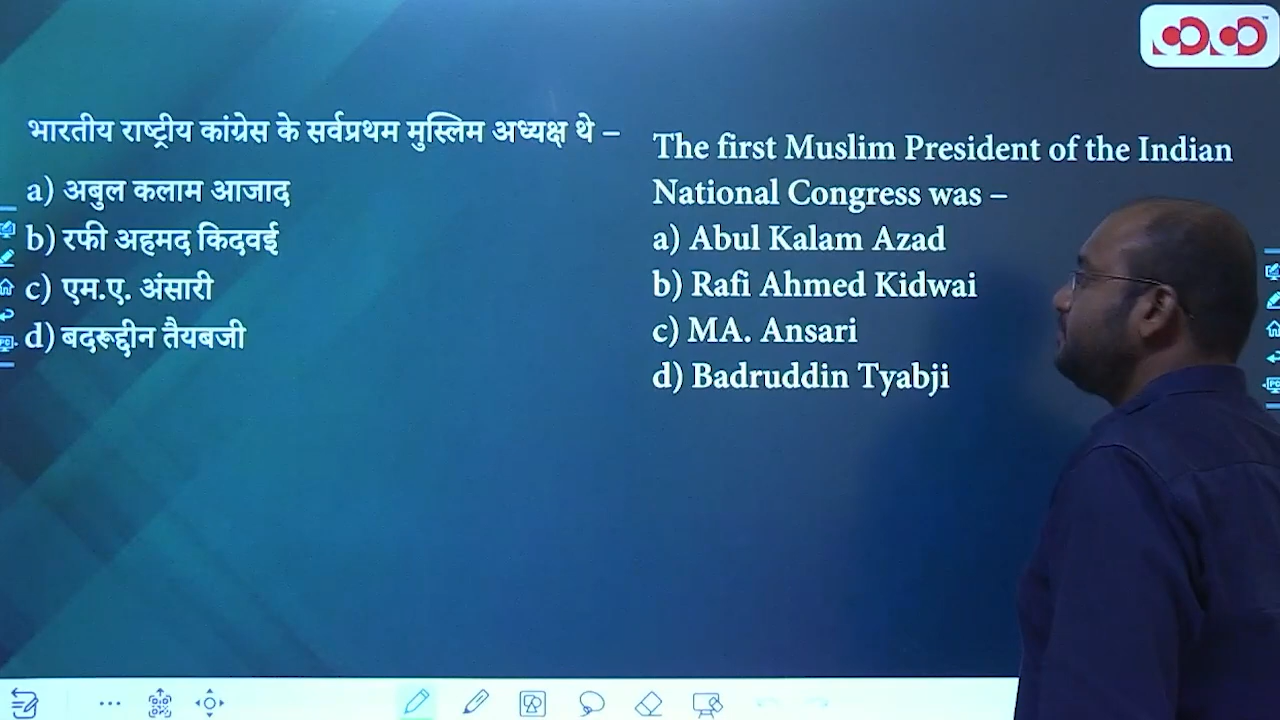 भारतीय राष्ट्रीय कांग्रेस के सर्वप्रथम मुस्लिम अध्यक्ष थे –
a) अबुल कलाम आजाद
b) रफी अहमद किदवई
c) एम.ए. अंसारी
d) बदरूद्दीन तैयबजी
The first Muslim President of the Indian
National Congress was –
a) Abul Kalam Azad
b) Rafi Ahmed Kidwai
c) MA. Ansari
d) Badruddin Tyabji